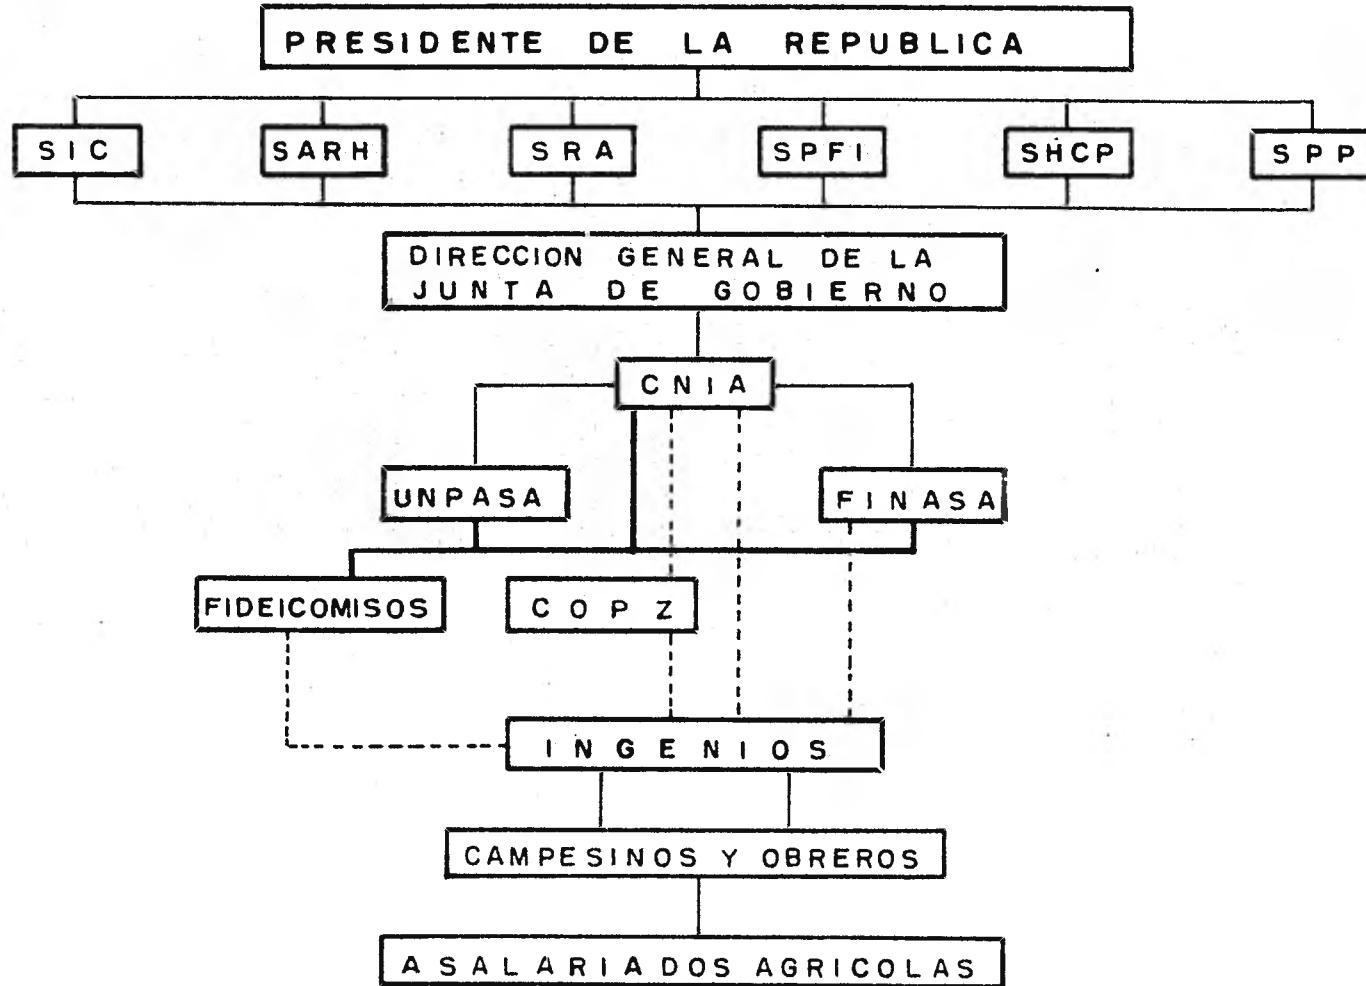 PRESIDENTE DE LA REPUBLICA
SIC SARH SRA SPFI SHCP SPP
DIRECCION GENERAL DE LA
JUNTA DE GOBIERNO
CNIA
UNPASA FINASA
FIDEICOMISOS COPZ
INGENIOS
CAMPESINOS Y OBREROS
ASALARIADOS AGRICOLAS